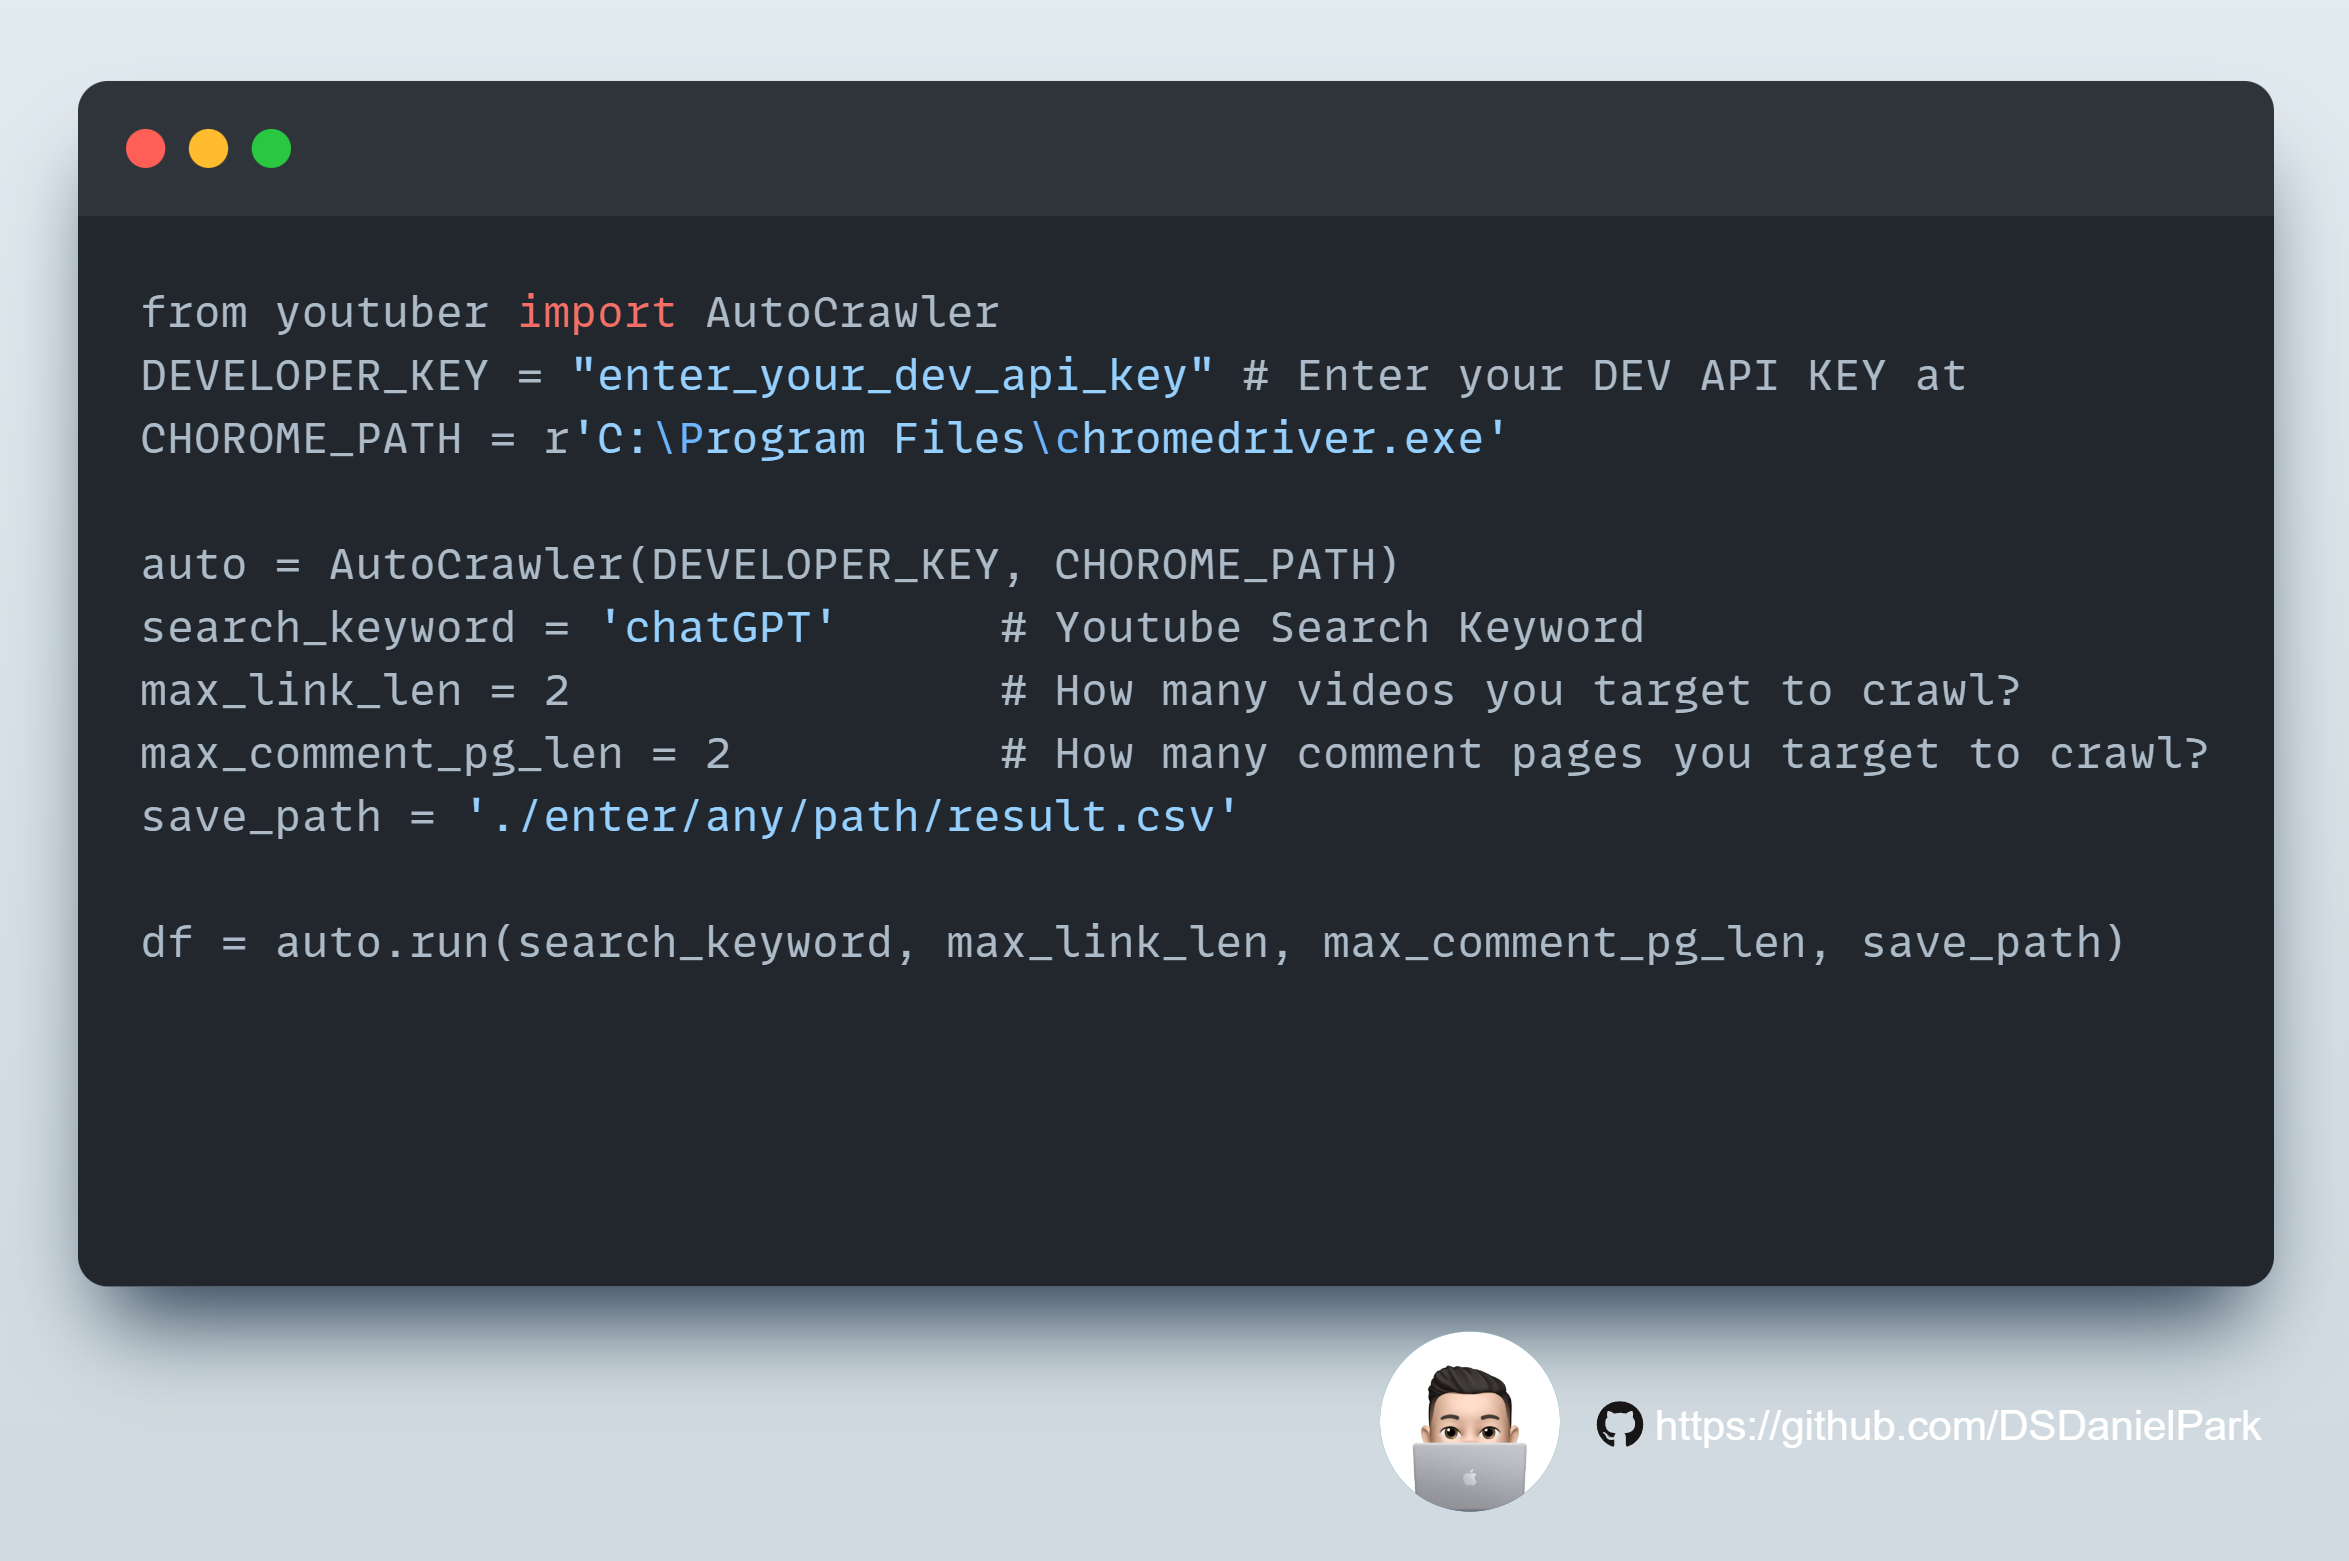 from youtuber import AutoCrawler
DEVELOPER_KEY = "enter_your_dev_api_key" # Enter your DEV API KEY at
CHOROME_PATH = r'C:\Program Files\chromedriver.exe'
auto = AutoCrawler(DEVELOPER_KEY, CHOROME_PATH)
search_keyword = 'chatGPT'      # Youtube Search Keyword
max_link_len = 2                # How many videos you target to crawl?
max_comment_pg_len = 2          # How many comment pages you target to crawl?
save_path = './enter/any/path/result.csv'
df = auto.run(search_keyword, max_link_len, max_comment_pg_len, save_path)
https://github.com/DSDanielPark